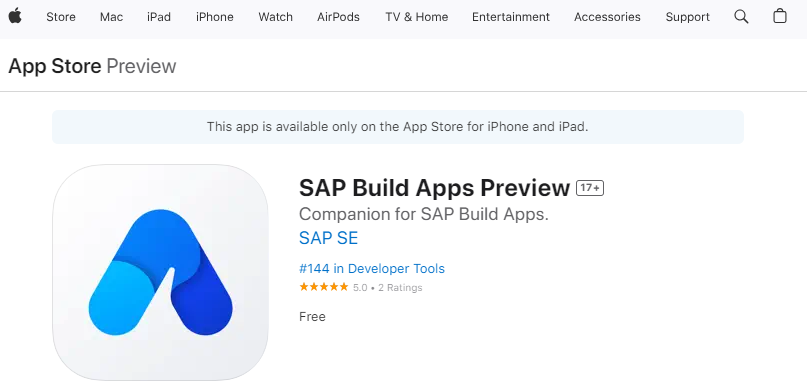 Store Mac iPad iPhone Watch AirPods TV & Home Entertainment Accessories Support
App Store Preview
This app is available only on the App Store for iPhone and iPad.
SAP Build Apps Preview 17+
Companion for SAP Build Apps.
SAP SE
#144 in Developer Tools
★★★★★ 5.0 • 2 Ratings
Free